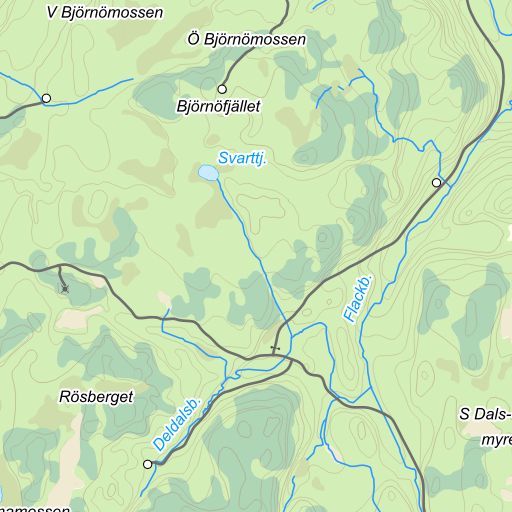 V Björnömossen
Ö Björnömossen
Björnöfjället
Svarttj.
Flackb.
Rösberget
Deldalsb.
S Dals-
myre